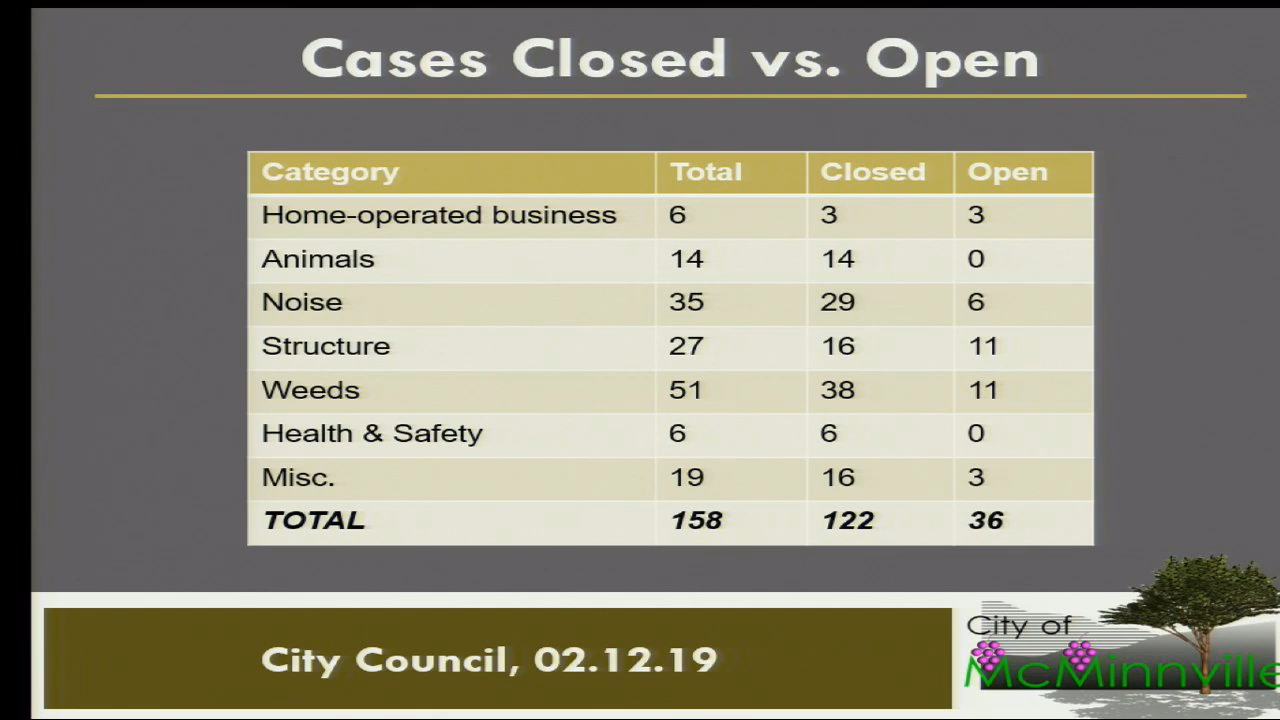 Cases Closed vs. Open
Category Total Closed Open
Home-operated business 6 3 3
Animals 14 14 0
Noise 35 29 6
Structure 27 16 11
Weeds 51 38 11
Health & Safety 6 6 0
Misc. 19 16 3
TOTAL 158 122 36
City Council, 02.12.19
City of
McMinnville